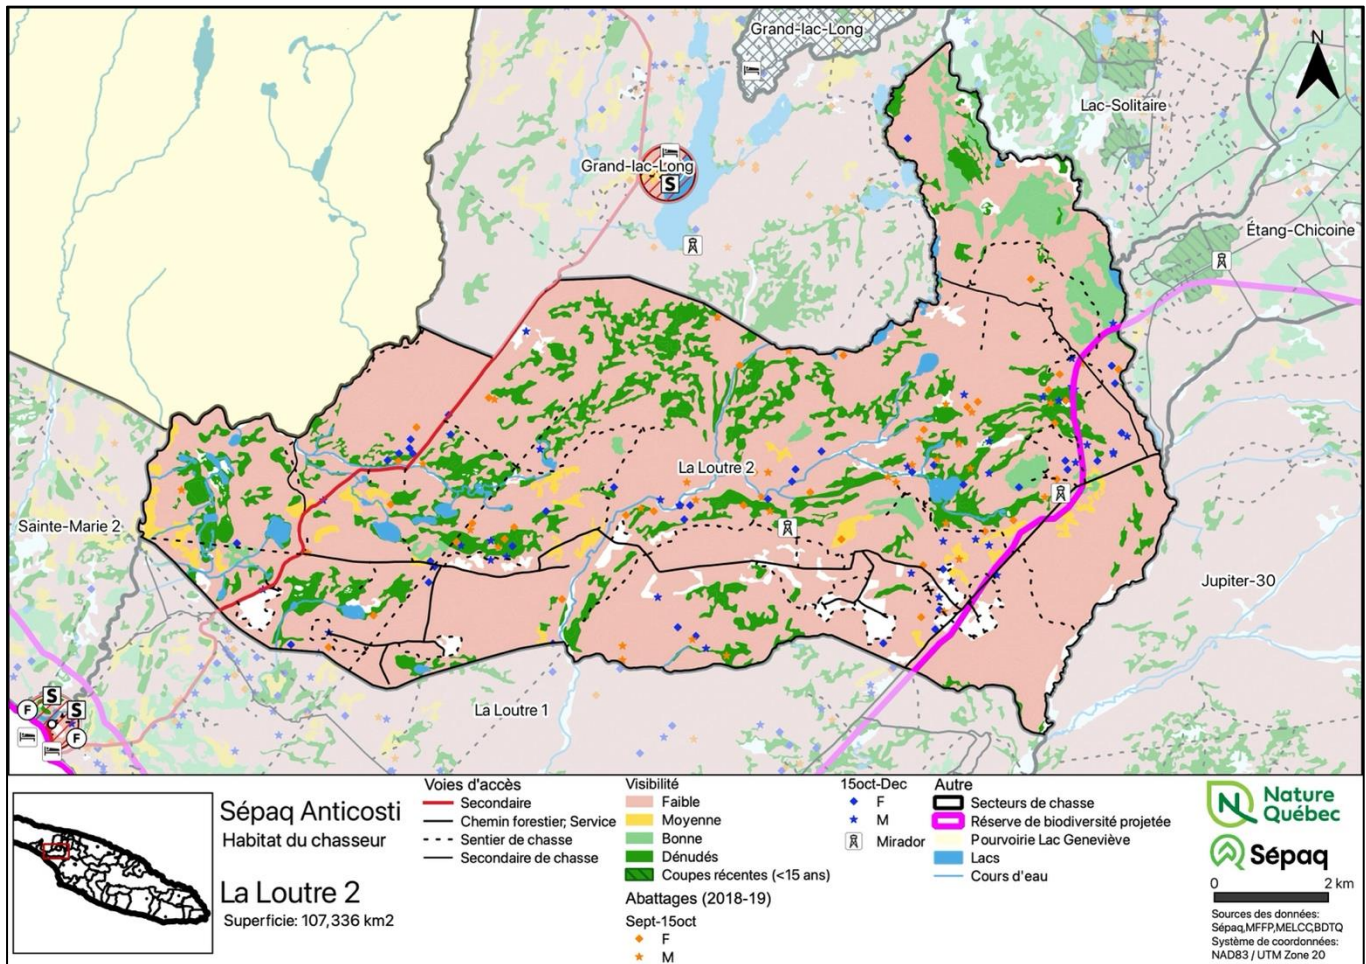 Grand-lac-Long
N
Lac-Solitaire
Grand-lac-Long
S
Étang-Chicoine
La Loutre 2
Sainte-Marie 2
Jupiter-30
La Loutre 1
S
F
S
F
Sépaq Anticosti
Habitat du chasseur
La Loutre 2
Superficie: 107,336 km2
Voies d'accès
Secondaire
Chemin forestier; Service
Sentier de chasse
Secondaire de chasse
Visibilité
Faible
Moyenne
Bonne
Dénudés
Coupes récentes (<15 ans)
Abattages (2018-19)
Sept-15oct
F
M
15oct-Dec
F
M
Mirador
Autre
Secteurs de chasse
Réserve de biodiversité projetée
Pourvoirie Lac Geneviève
Lacs
Cours d'eau
N
Nature
Québec
Sépaq
0 2 km
Sources des données:
Sépaq,MFFP,MELCC,BDTQ
Système de coordonnées:
NAD83 / UTM Zone 20